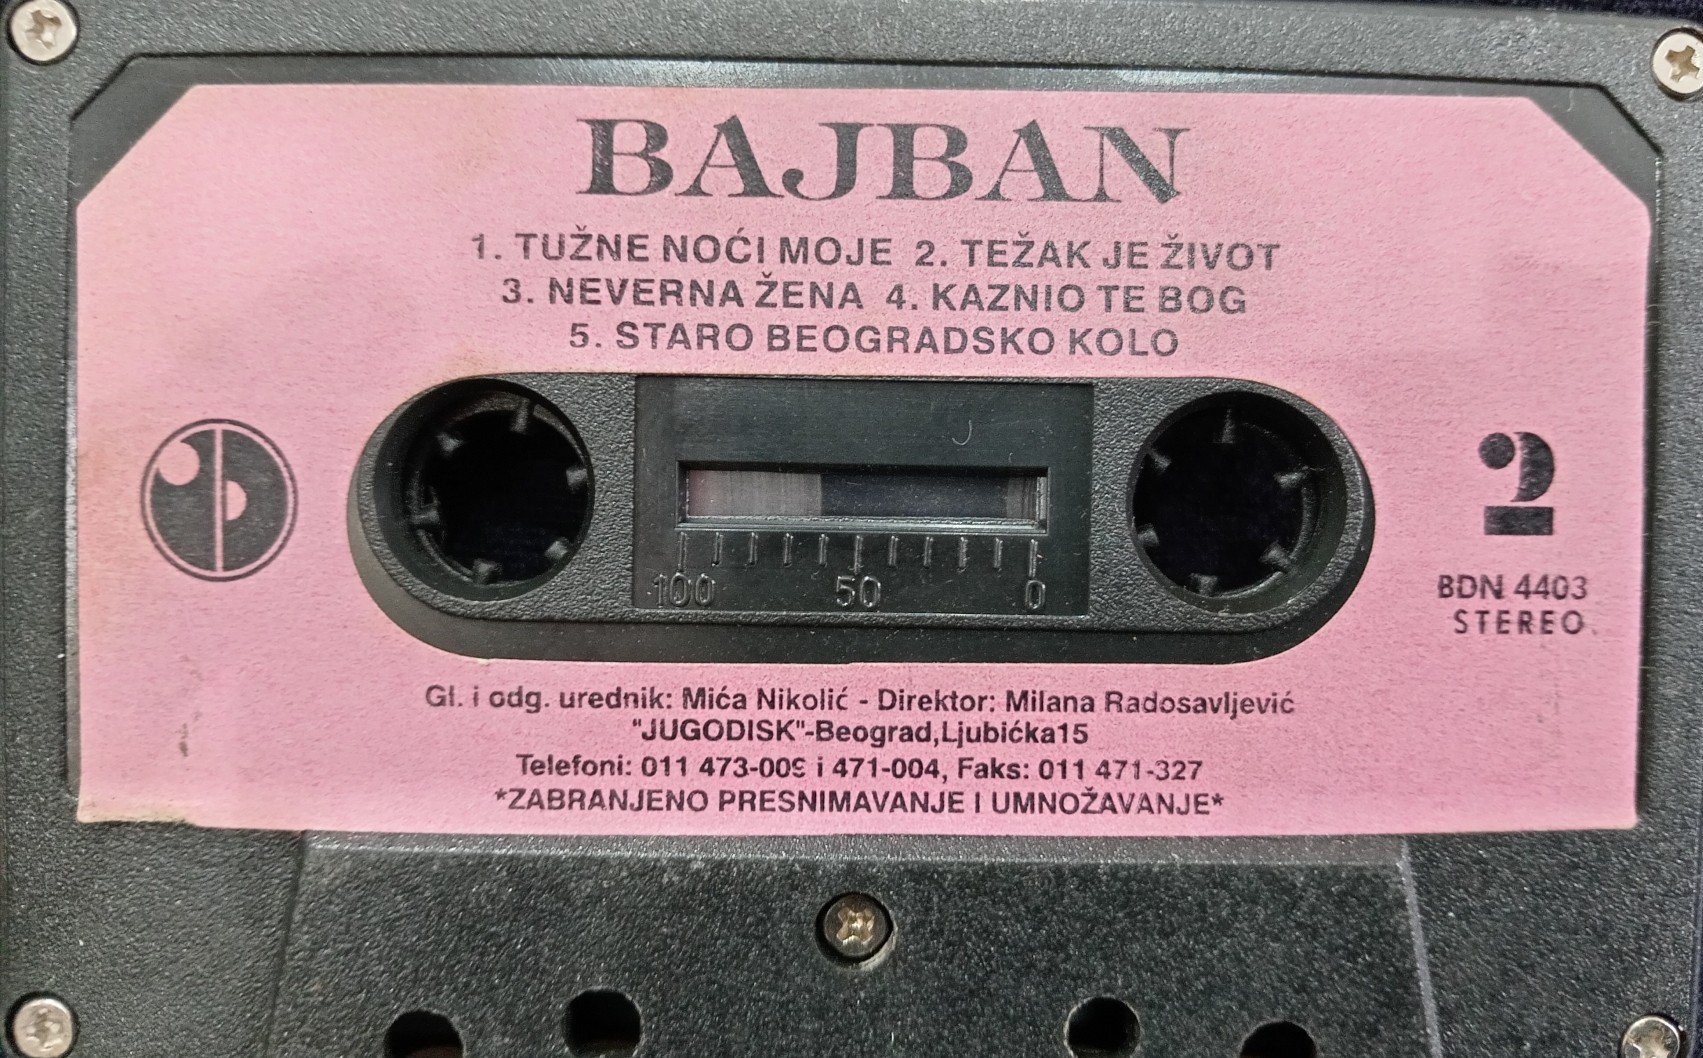 BAJBAN
1. TUŽNE NOĆI MOJE 2. TEŽAK JE ŽIVOT
3. NEVERNA ŽENA 4. KAZNIO TE BOG
5. STARO BEOGRADSKO KOLO
2
100 50 0
BDN 4403
STEREO
Gl. i odg. urednik: Mića Nikolić - Direktor: Milana Radosavljević
"JUGODISK"-Beograd,Ljubićka15
Telefoni: 011 473-009 i 471-004, Faks: 011 471-327
*ZABRANJENO PRESNIMAVANJE I UMNOŽAVANJE*